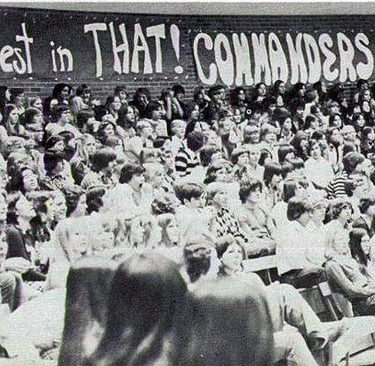 est in THAT! COMMANDERS